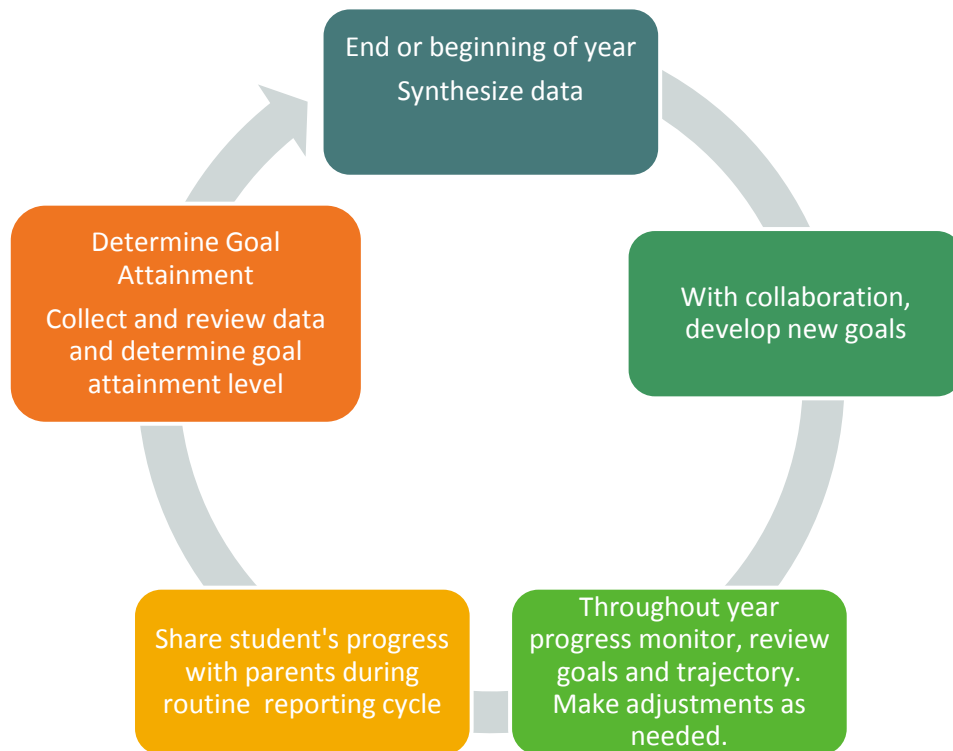 End or beginning of year
Synthesize data
With collaboration,
develop new goals
Throughout year
progress monitor, review
goals and trajectory.
Make adjustments as
needed.
Share student's progress
with parents during
routine  reporting cycle
Determine Goal
Attainment
Collect and review data
and determine goal
attainment level